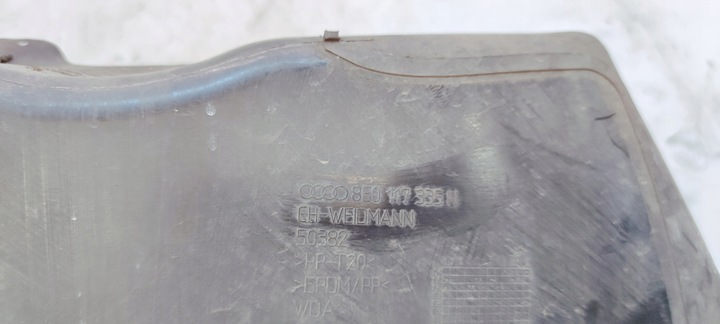 8E0 117 335 N
CH-WEIDMANN
50382
>PP-T20<
>EPDM/PP<
VDA